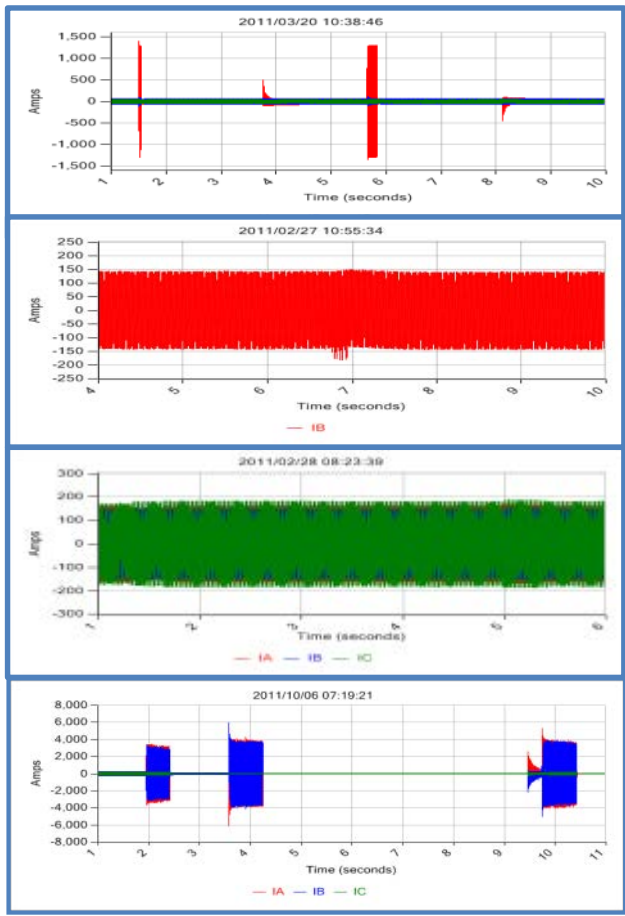 2011/03/20 10:38:46
1,500
1,000
500
0
-500
-1,000
-1,500
Amps
1 2 3 4 5 6 7 8 9 10
Time (seconds)
2011/02/27 10:55:34
250
200
150
100
50
0
-50
-100
-150
-200
-250
Amps
4 5 6 7 8 9 10
Time (seconds)
IB
2011/02/28 08:23:39
300
200
100
0
-100
-200
-300
Amps
1 2 3 4 5 6
Time (seconds)
IA IB IC
2011/10/06 07:19:21
8,000
6,000
4,000
2,000
0
-2,000
-4,000
-6,000
-8,000
Amps
1 2 3 4 5 6 7 8 9 10 11
Time (seconds)
IA IB IC